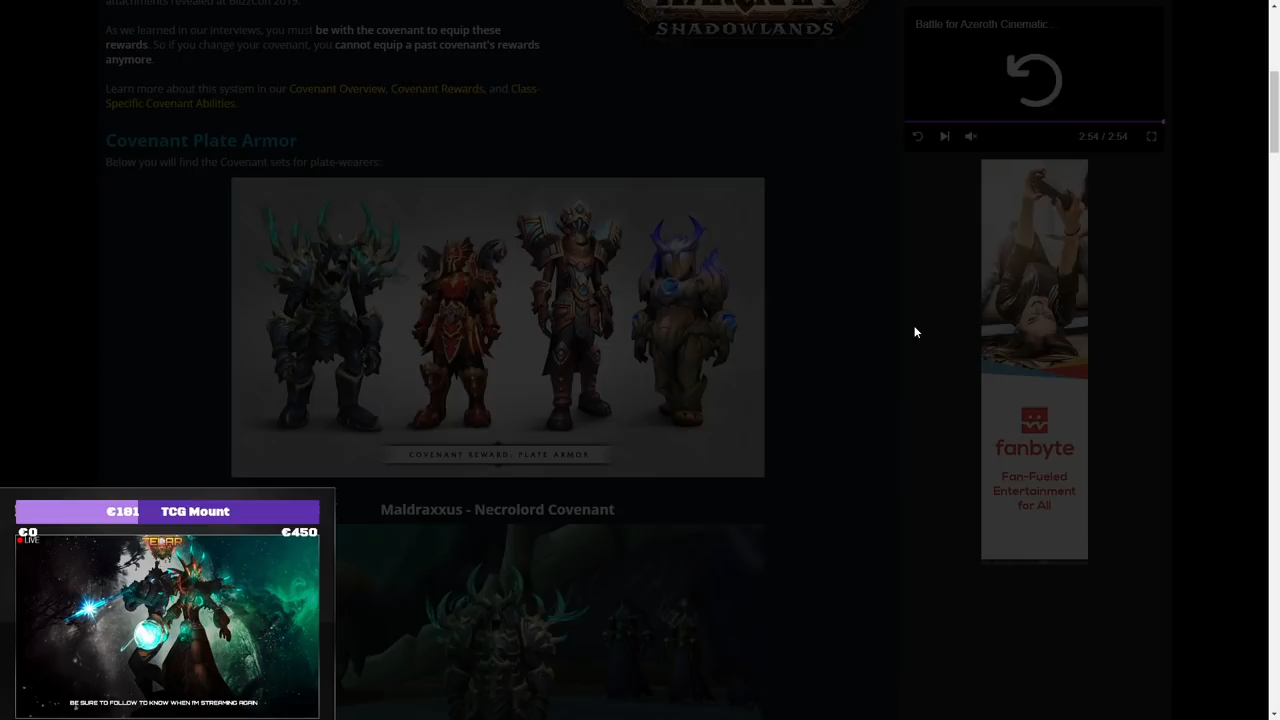 attachments revealed at BlizzCon 2019.
As we learned in our interviews, you must be with the covenant to equip these
rewards. So if you change your covenant, you cannot equip a past covenant's rewards
anymore.
Learn more about this system in our Covenant Overview, Covenant Rewards, and Class-
Specific Covenant Abilities.
SHADOWLANDS
Battle for Azeroth Cinematic...
2:54 / 2:54
Covenant Plate Armor
Below you will find the Covenant sets for plate-wearers:
COVENANT REWARD: PLATE ARMOR
fanbyte
Fan-Fueled
Entertainment
for All
Maldraxxus - Necrolord Covenant
€181 TCG Mount
€0 €450
LIVE
BE SURE TO FOLLOW TO KNOW WHEN I'M STREAMING AGAIN